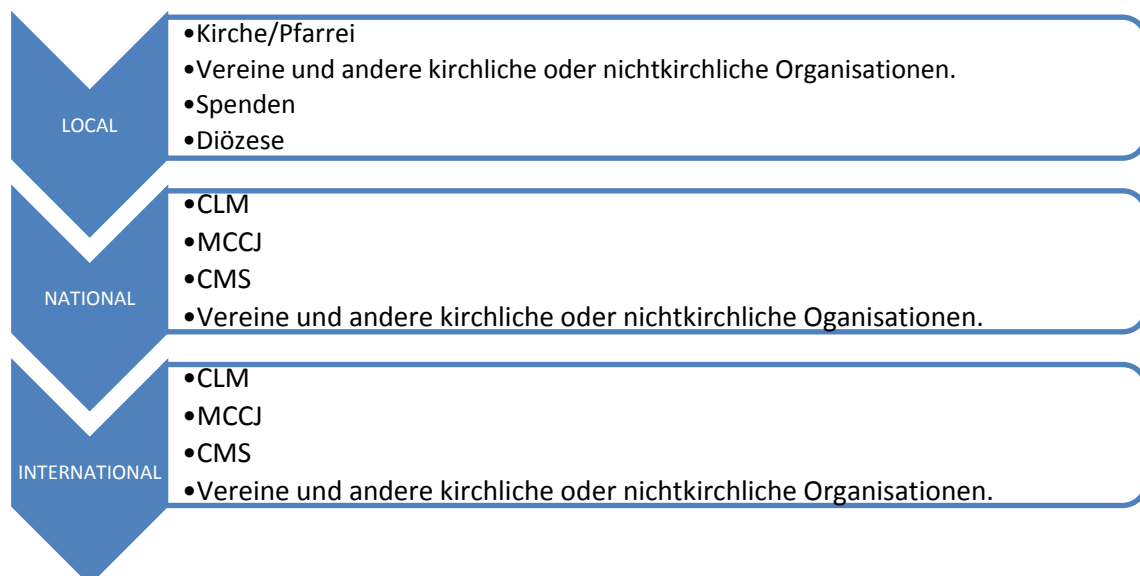 LOCAL
•Kirche/Pfarrei
•Vereine und andere kirchliche oder nichtkirchliche Organisationen.
•Spenden
•Diözese
NATIONAL
•CLM
•MCCJ
•CMS
•Vereine und andere kirchliche oder nichtkirchliche Oganisationen.
INTERNATIONAL
•CLM
•MCCJ
•CMS
•Vereine und andere kirchliche oder nichtkirchliche Organisationen.